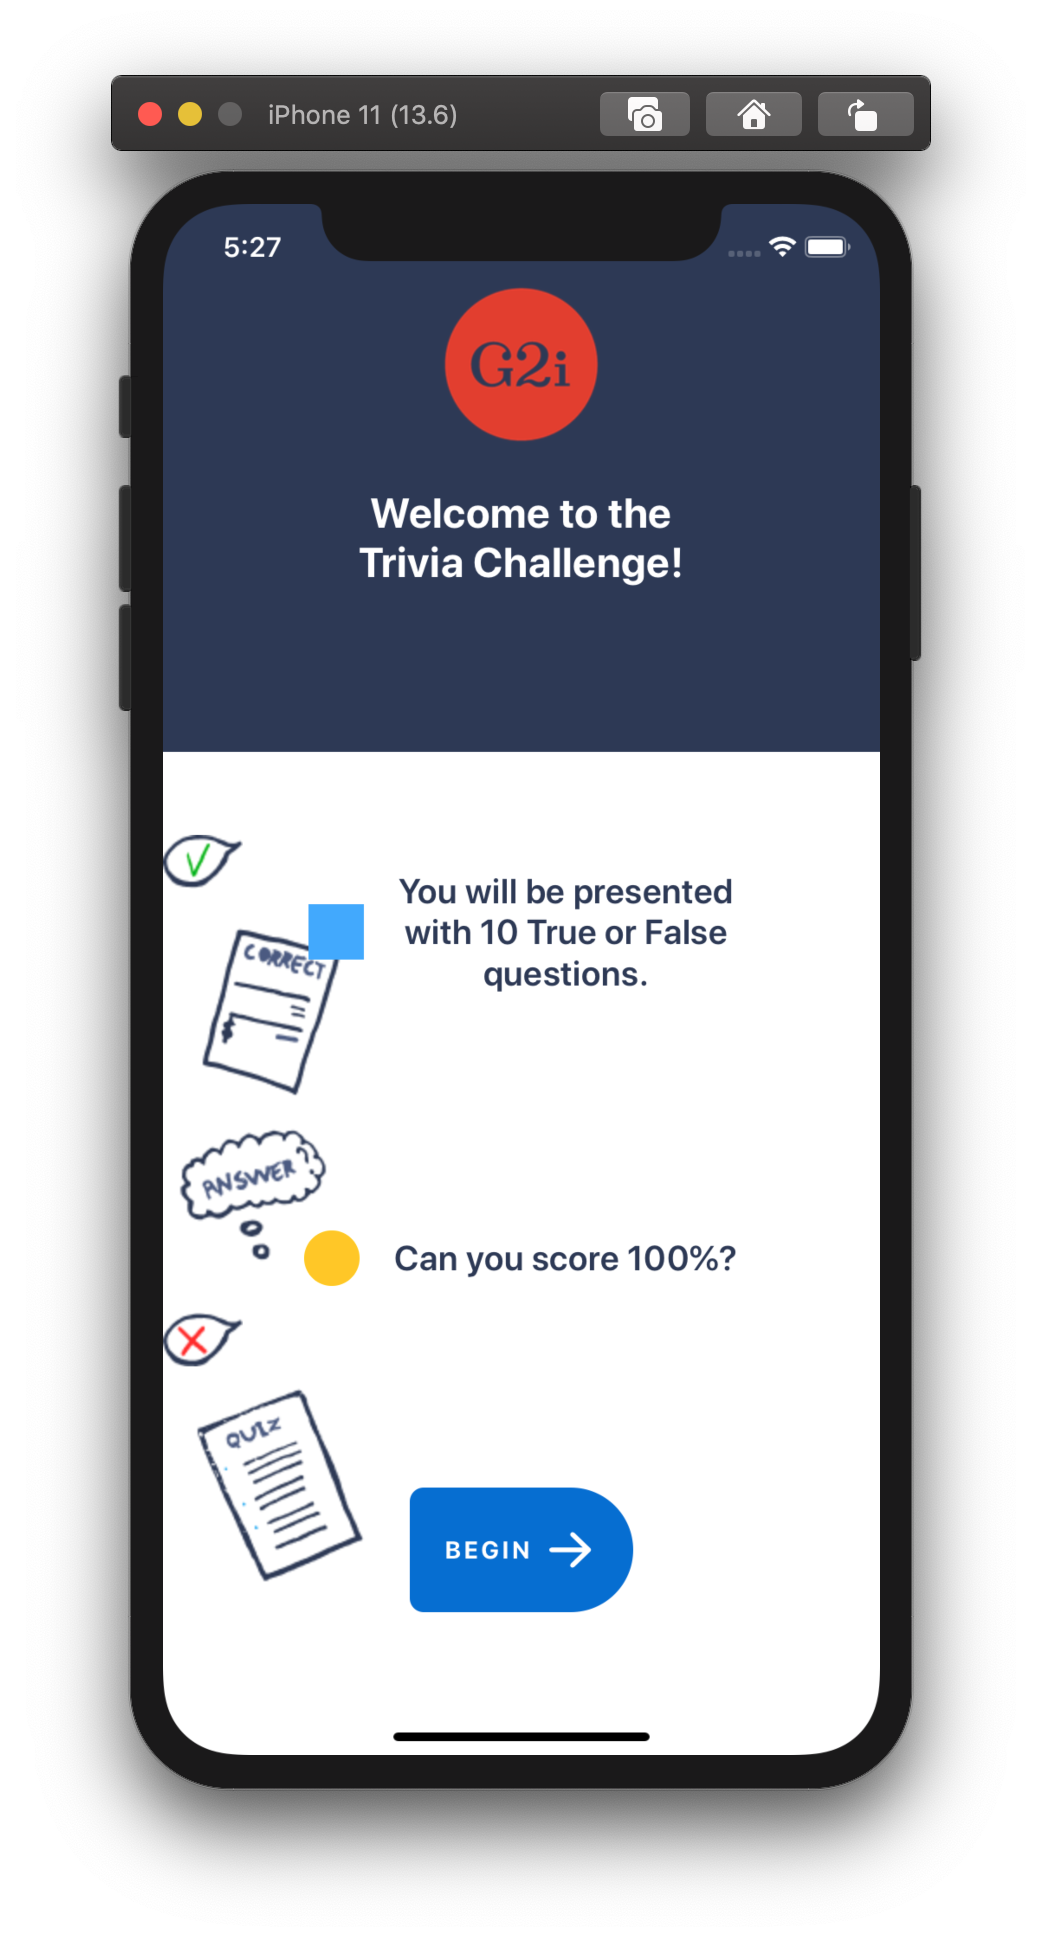 iPhone 11 (13.6)
5:27
G2i
Welcome to the
Trivia Challenge!
You will be presented
with 10 True or False
questions.
CORRECT
$
ANSWER
?
Can you score 100%?
QUIZ
BEGIN